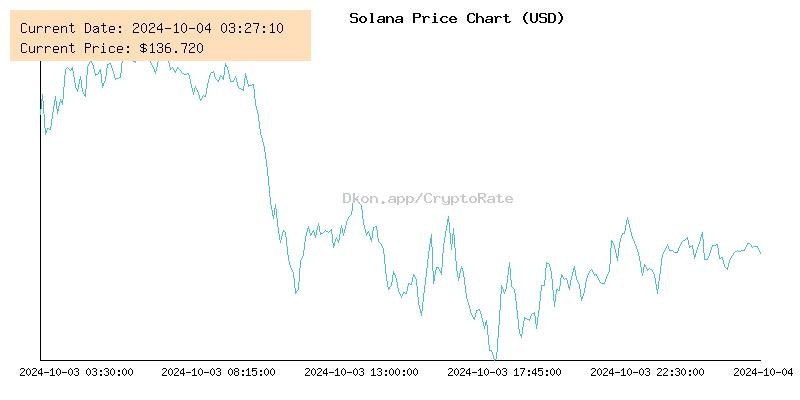 Solana Price Chart (USD)
Current Date: 2024-10-04 03:27:10
Current Price: $136.720
Dkon.app/CryptoRate
2024-10-03 03:30:00 2024-10-03 08:15:00 2024-10-03 13:00:00 2024-10-03 17:45:00 2024-10-03 22:30:00 2024-10-04